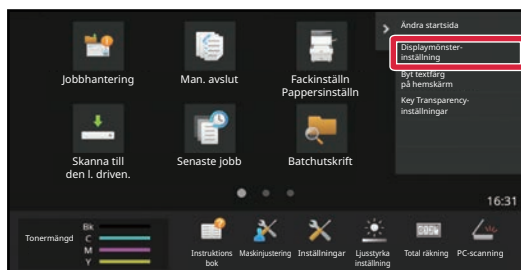 Ändra startsida
Displaymönster-
inställning
Byt textfärg
på hemskärm
Key Transparency-
inställningar
Jobbhantering
Man. avslut
Fackinställn
Pappersinställn
Skanna till
den l. driven.
Senaste jobb
Batchutskrift
16:31
Tonermängd
Bk
C
M
Y
Instruktions
bok
Maskinjustering
Inställningar
Ljusstyrka
inställning
Total räkning
PC-scanning